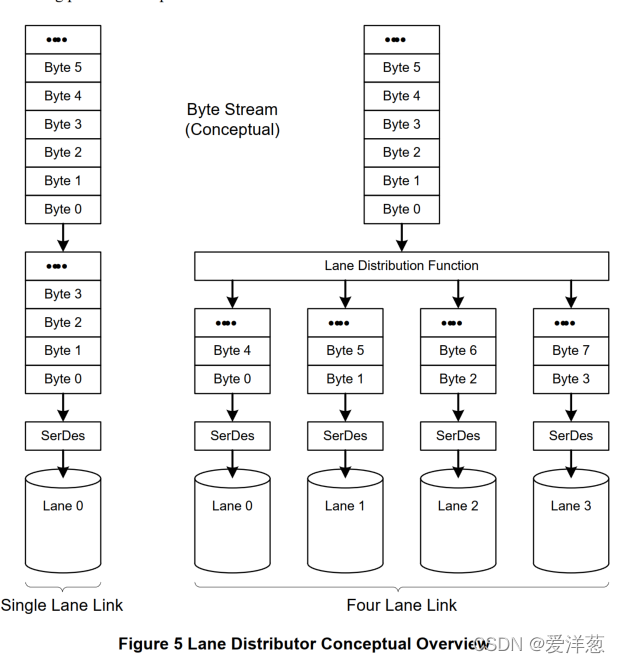 ••••
Byte 5
Byte 4
Byte 3
Byte 2
Byte 1
Byte 0
••••
Byte 3
Byte 2
Byte 1
Byte 0
SerDes
Lane 0
Single Lane Link
Byte Stream
(Conceptual)
••••
Byte 5
Byte 4
Byte 3
Byte 2
Byte 1
Byte 0
Lane Distribution Function
•••• •••• •••• ••••
Byte 4 Byte 5 Byte 6 Byte 7
Byte 0 Byte 1 Byte 2 Byte 3
SerDes SerDes SerDes SerDes
Lane 0 Lane 1 Lane 2 Lane 3
Four Lane Link
Figure 5 Lane Distributor Conceptual Overview
CSDN @爱洋葱